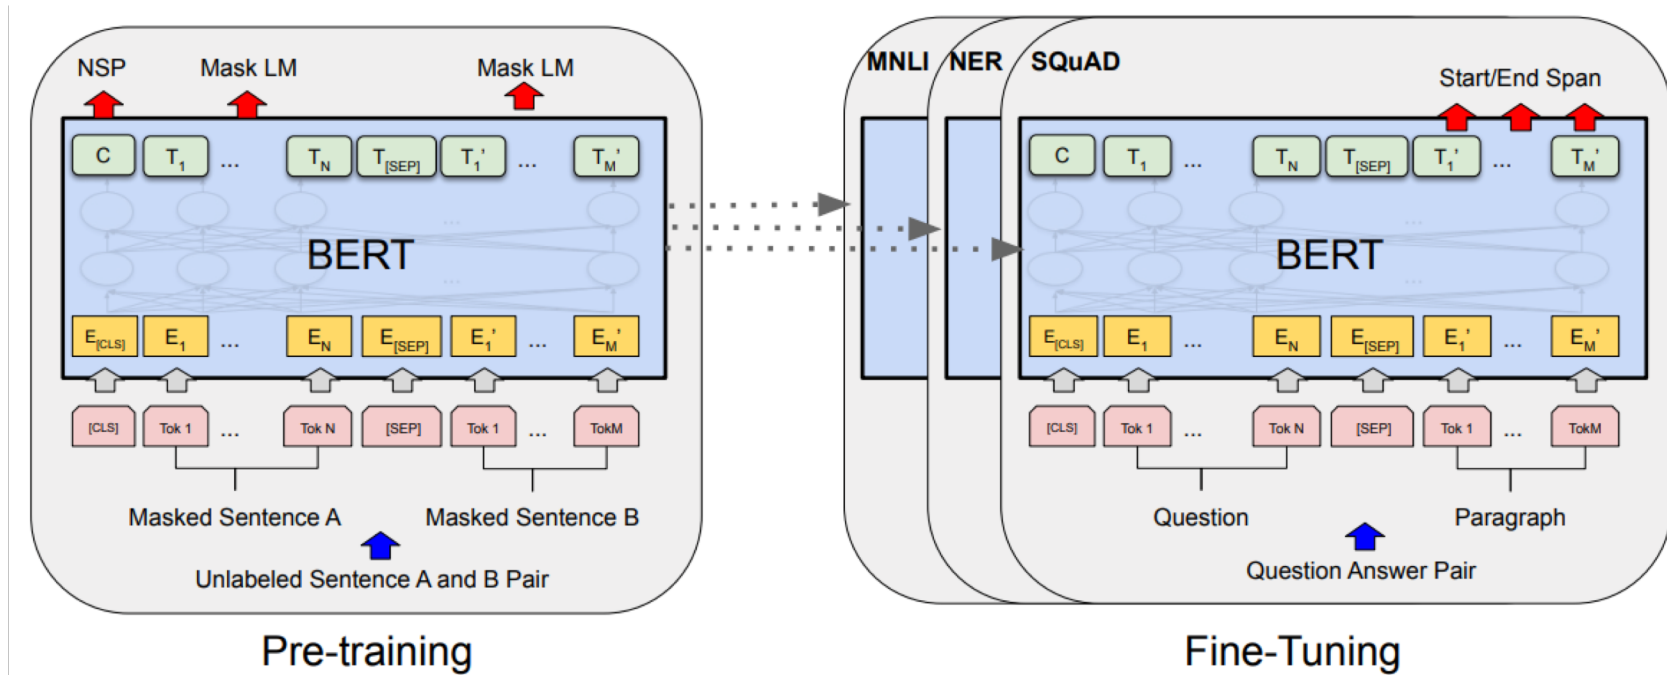 NSP Mask LM Mask LM
C T1 ... TN T[SEP] T1’ ... TM’
...
BERT
...
E[CLS] E1 ... EN E[SEP] E1’ ... EM’
[CLS] Tok 1 ... Tok N [SEP] Tok 1 ... TokM
Masked Sentence A Masked Sentence B
Unlabeled Sentence A and B Pair
Pre-training
MNLI NER SQuAD
Start/End Span
C T1 ... TN T[SEP] T1’ ... TM’
...
BERT
...
E[CLS] E1 ... EN E[SEP] E1’ ... EM’
[CLS] Tok 1 ... Tok N [SEP] Tok 1 ... TokM
Question Paragraph
Question Answer Pair
Fine-Tuning